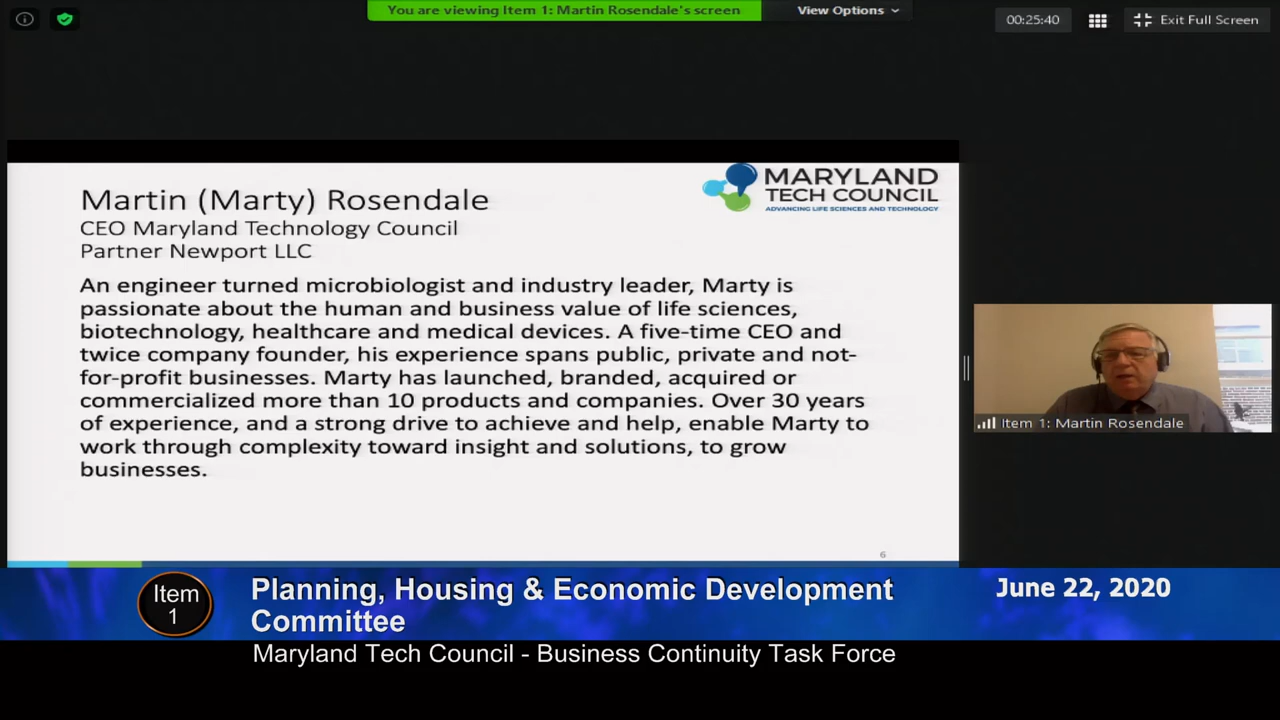 You are viewing Item 1: Martin Rosendale's screen
View Options
00:25:40
Exit Full Screen
MARYLAND
TECH COUNCIL
ADVANCING LIFE SCIENCES AND TECHNOLOGY
Martin (Marty) Rosendale
CEO Maryland Technology Council
Partner Newport LLC
An engineer turned microbiologist and industry leader, Marty is
passionate about the human and business value of life sciences,
biotechnology, healthcare and medical devices. A five-time CEO and
twice company founder, his experience spans public, private and not-
for-profit businesses. Marty has launched, branded, acquired or
commercialized more than 10 products and companies. Over 30 years
of experience, and a strong drive to achieve and help, enable Marty to
work through complexity toward insight and solutions, to grow
businesses.
6
Item 1: Martin Rosendale
Item
1
Planning, Housing & Economic Development
Committee
June 22, 2020
Maryland Tech Council - Business Continuity Task Force